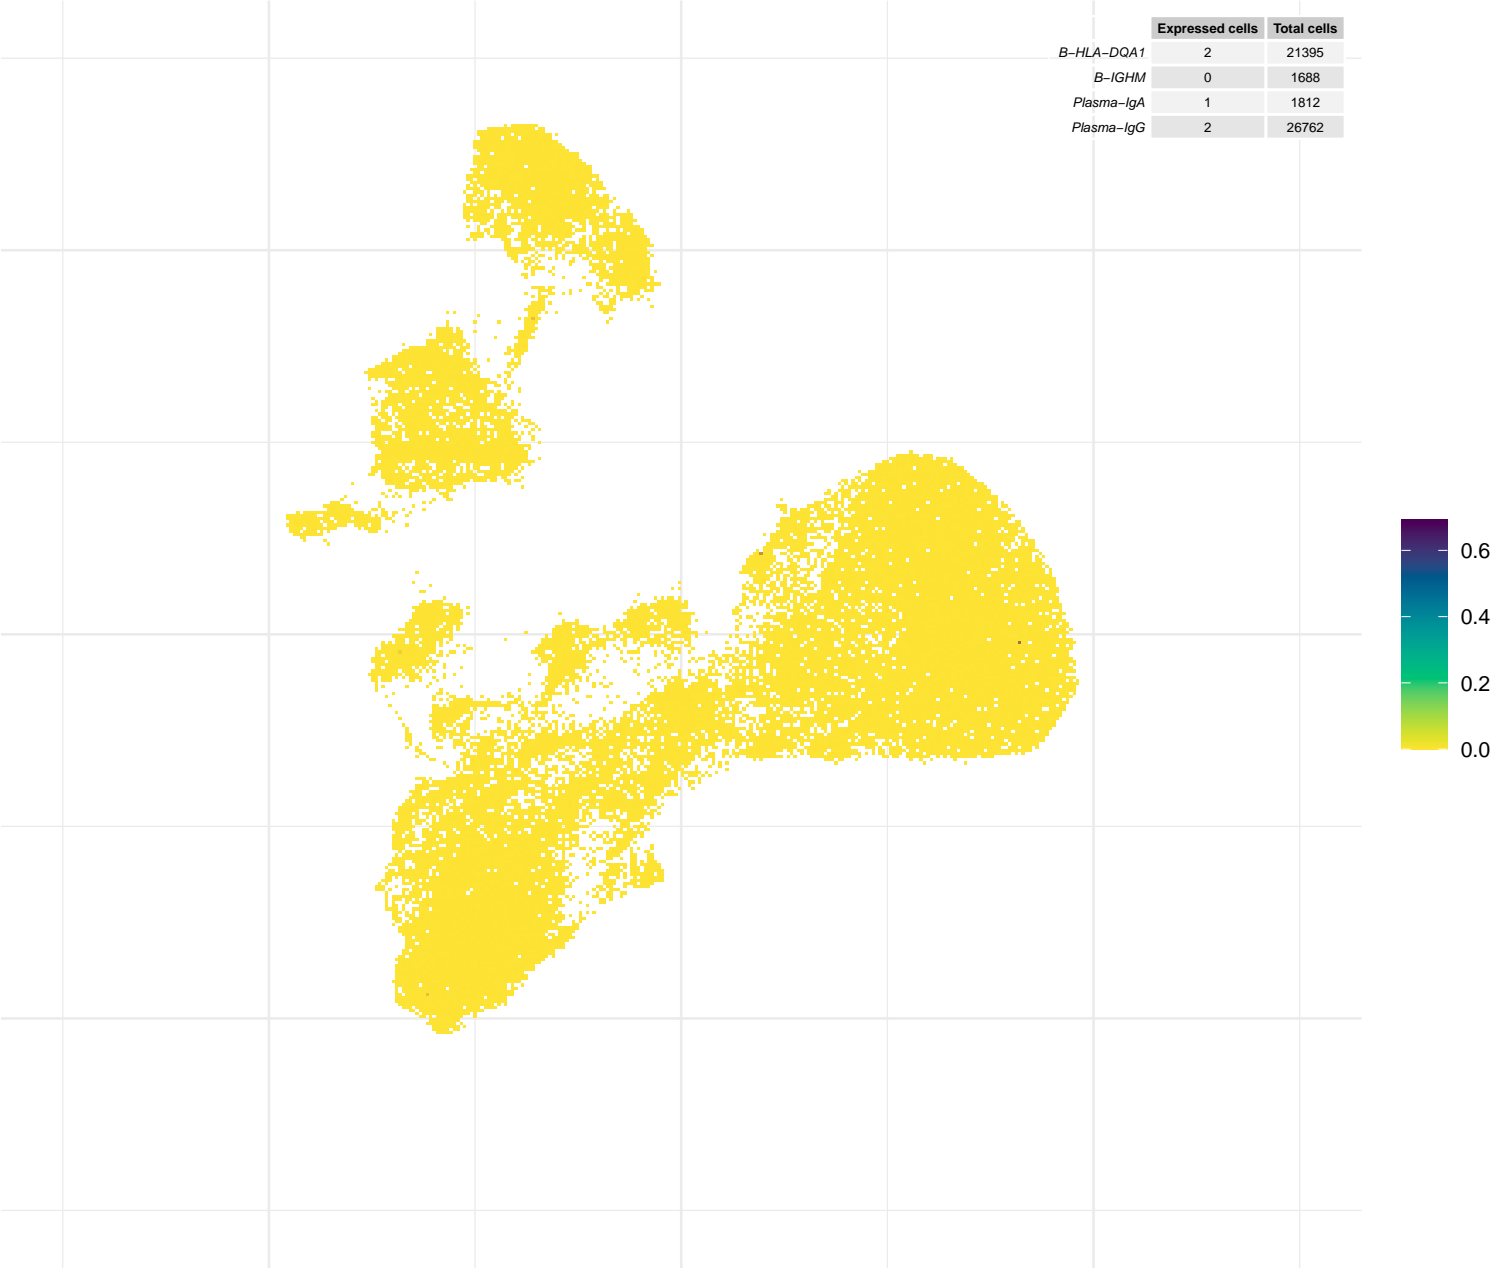 Expressed cells Total cells
B−HLA−DQA1 2 21395
B−IGHM 0 1688
Plasma−IgA 1 1812
Plasma−IgG 2 26762
0.6
0.4
0.2
0.0